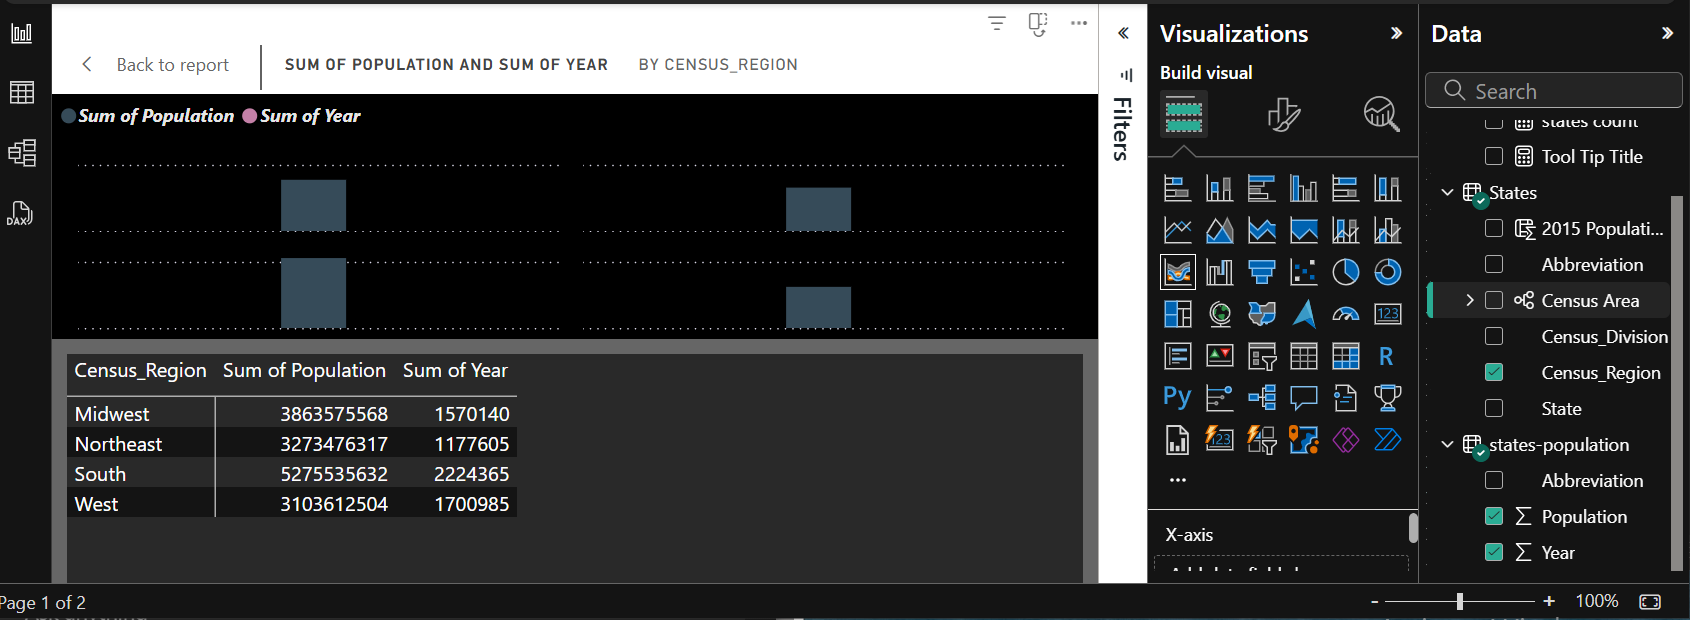 Back to report
SUM OF POPULATION AND SUM OF YEAR
BY CENSUS_REGION
Sum of Population
Sum of Year
Census_Region Sum of Population Sum of Year
Midwest 3863575568 1570140
Northeast 3273476317 1177605
South 5275535632 2224365
West 3103612504 1700985
Filters
Visualizations
Build visual
123
R
Py
123
X-axis
Data
Search
states count
Tool Tip Title
States
2015 Populati...
Abbreviation
Census Area
Census_Division
Census_Region
State
states-population
Abbreviation
Population
Year
DAX
Page 1 of 2
- + 100%